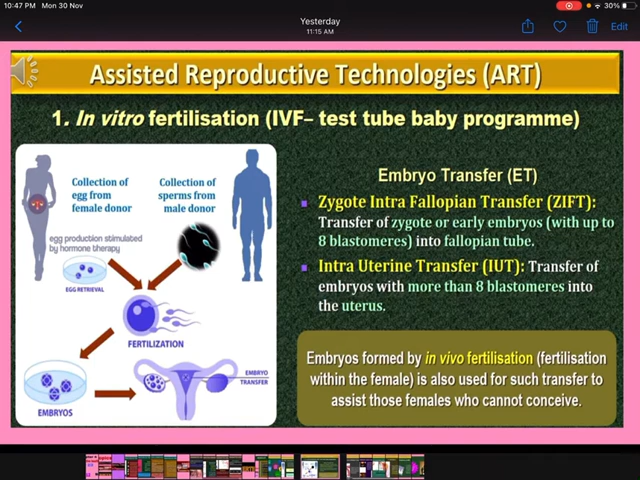 10:47 PM Mon 30 Nov
30%
Yesterday
11:15 AM
Edit
Assisted Reproductive Technologies (ART)
1. In vitro fertilisation (IVF– test tube baby programme)
Collection of
egg from
female donor
Collection of
sperms from
male donor
egg production stimulated
by hormone therapy
EGG RETRIEVAL
FERTILIZATION
EMBRYOS
EMBRYO
TRANSFER
Embryo Transfer (ET)
Zygote Intra Fallopian Transfer (ZIFT):
Transfer of zygote or early embryos (with up to
8 blastomeres) into fallopian tube.
Intra Uterine Transfer (IUT): Transfer of
embryos with more than 8 blastomeres into
the uterus.
Embryos formed by in vivo fertilisation (fertilisation
within the female) is also used for such transfer to
assist those females who cannot conceive.